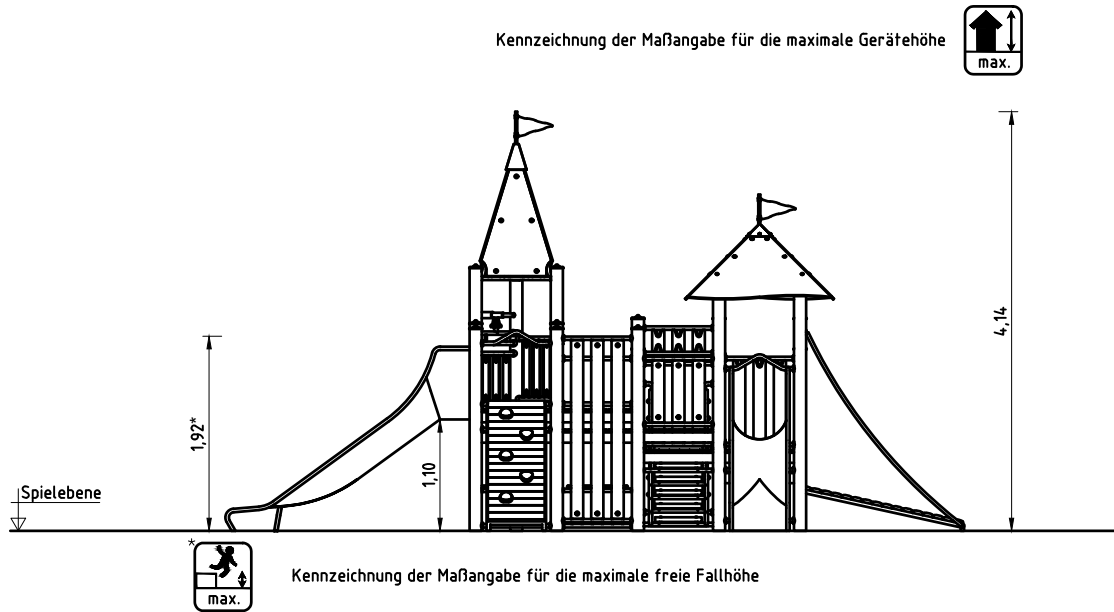 Kennzeichnung der Maßangabe für die maximale Gerätehöhe
max.
4,14
1,92*
1,10
Spielebene
*
max.
Kennzeichnung der Maßangabe für die maximale freie Fallhöhe